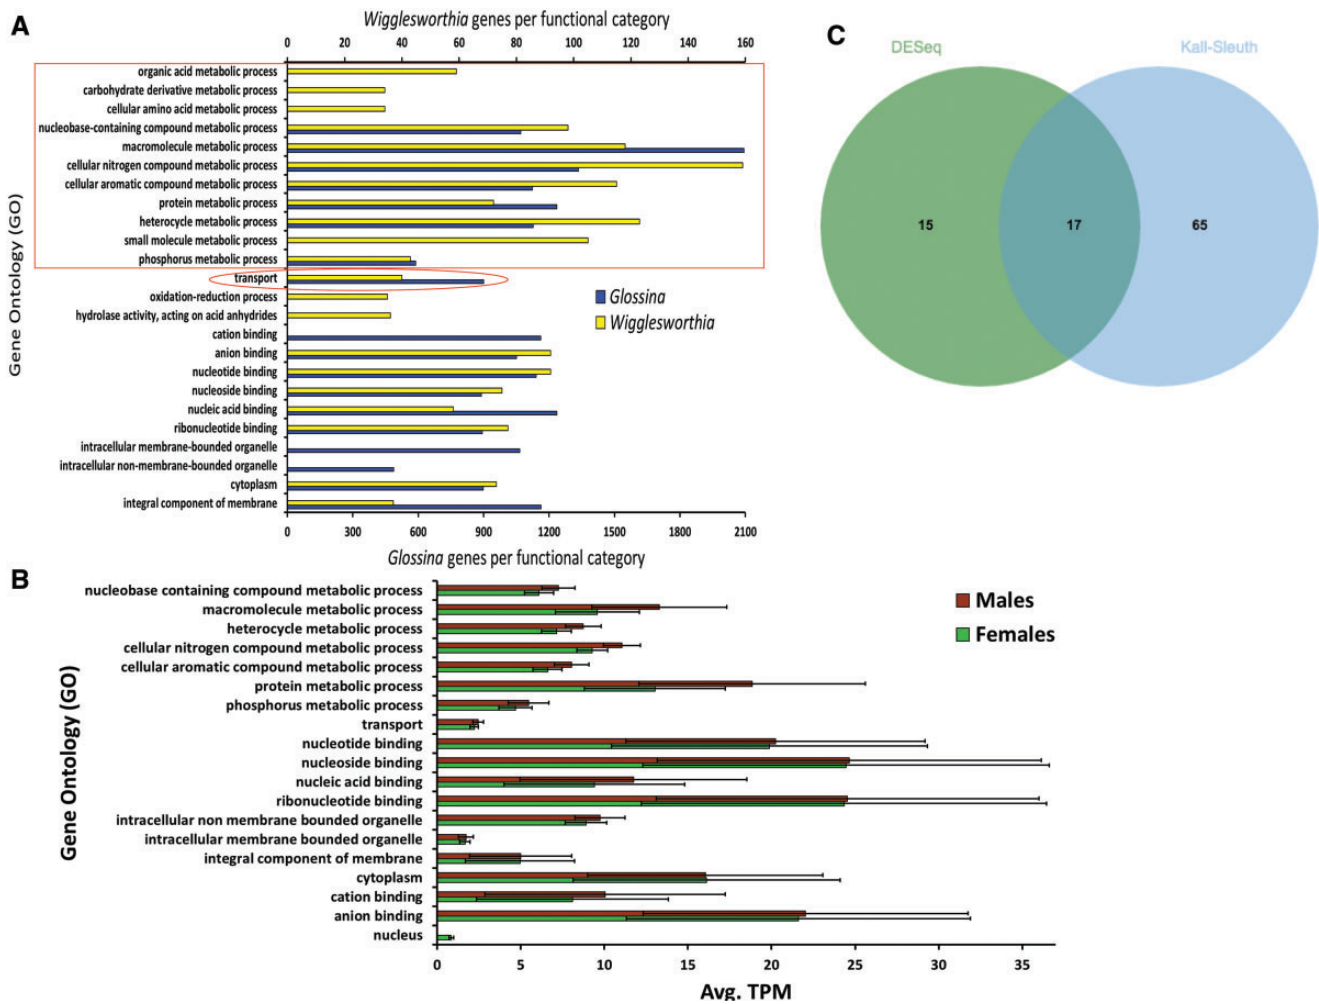 A
Wigglesworthia genes per functional category
0 20 40 60 80 100 120 140 160
Gene Ontology (GO)
organic acid metabolic process
carbohydrate derivative metabolic process
cellular amino acid metabolic process
nucleobase-containing compound metabolic process
macromolecule metabolic process
cellular nitrogen compound metabolic process
cellular aromatic compound metabolic process
protein metabolic process
heterocycle metabolic process
small molecule metabolic process
phosphorus metabolic process
transport
oxidation-reduction process
hydrolase activity, acting on acid anhydrides
cation binding
anion binding
nucleotide binding
nucleoside binding
nucleic acid binding
ribonucleotide binding
intracellular membrane-bounded organelle
intracellular non-membrane-bounded organelle
cytoplasm
integral component of membrane
Glossina
Wigglesworthia
0 300 600 900 1200 1500 1800 2100
Glossina genes per functional category
C
DESeq
Kall-Sleuth
15
17
65
B
Gene Ontology (GO)
nucleobase containing compound metabolic process
macromolecule metabolic process
heterocycle metabolic process
cellular nitrogen compound metabolic process
cellular aromatic compound metabolic process
protein metabolic process
phosphorus metabolic process
transport
nucleotide binding
nucleoside binding
nucleic acid binding
ribonucleotide binding
intracellular non membrane bounded organelle
intracellular membrane bounded organelle
integral component of membrane
cytoplasm
cation binding
anion binding
nucleus
Males
Females
0 5 10 15 20 25 30 35
Avg. TPM